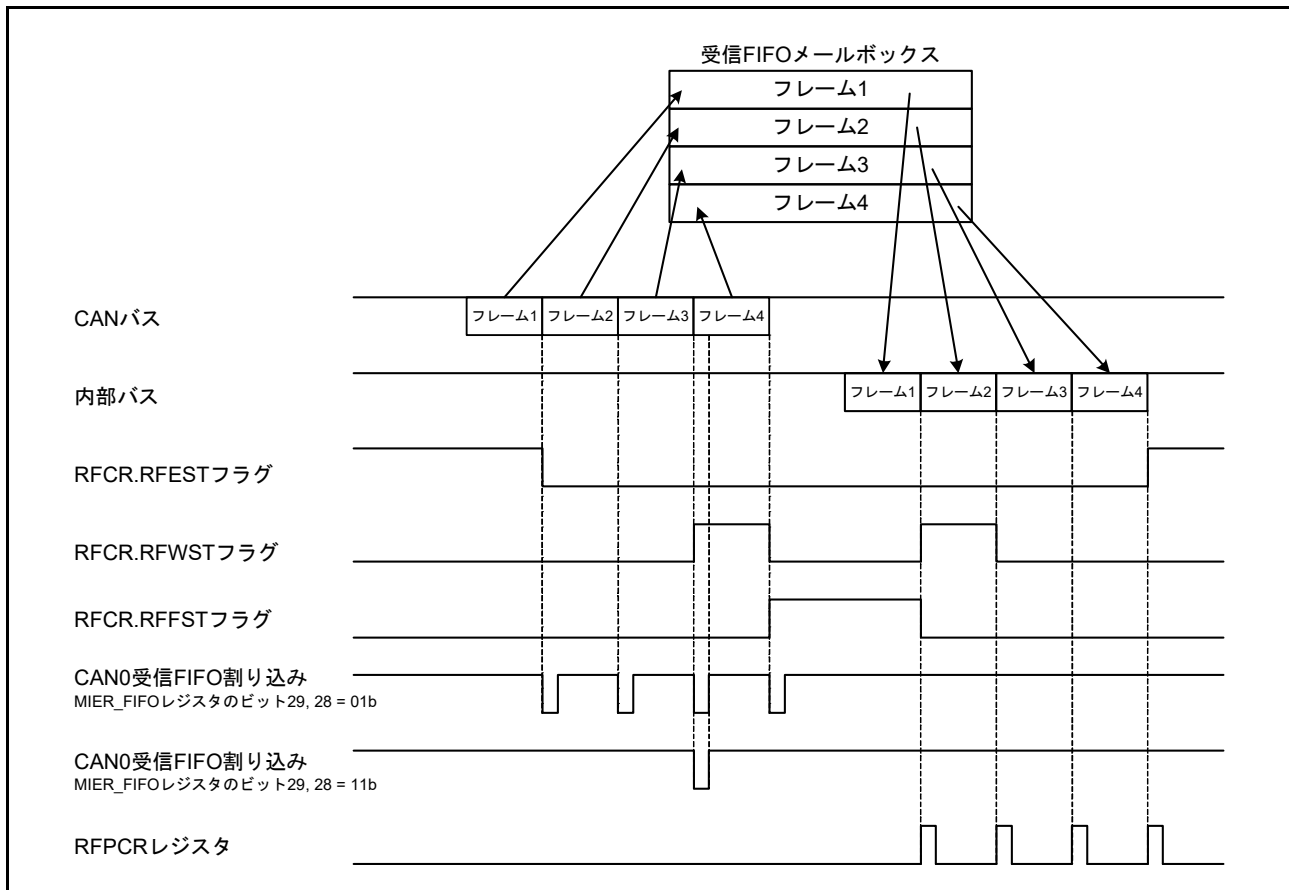 受信FIFOメールボックス
フレーム1
フレーム2
フレーム3
フレーム4
CANバス
フレーム1 フレーム2 フレーム3 フレーム4
内部バス
フレーム1 フレーム2 フレーム3 フレーム4
RFCR.RFESTフラグ
RFCR.RFWSTフラグ
RFCR.RFFSTフラグ
CAN0受信FIFO割り込み
MIER_FIFOレジスタのビット29, 28 = 01b
CAN0受信FIFO割り込み
MIER_FIFOレジスタのビット29, 28 = 11b
RFPCRレジスタ